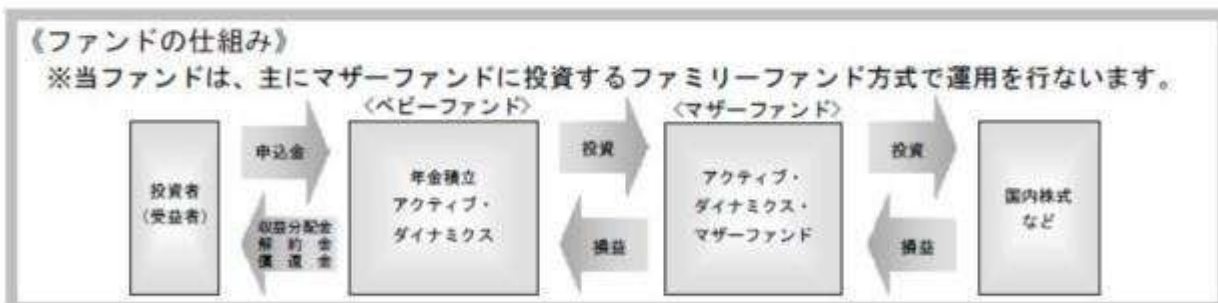 《ファンドの仕組み》
※当ファンドは、主にマザーファンドに投資するファミリーファンド方式で運用を行ないます。
〈ベビーファンド〉
〈マザーファンド〉
投資者
(受益者)
申込金
収益分配金
解約金
償還金
年金積立
アクティブ・
ダイナミクス
投資
損益
アクティブ・
ダイナミクス・
マザーファンド
投資
損益
国内株式
など